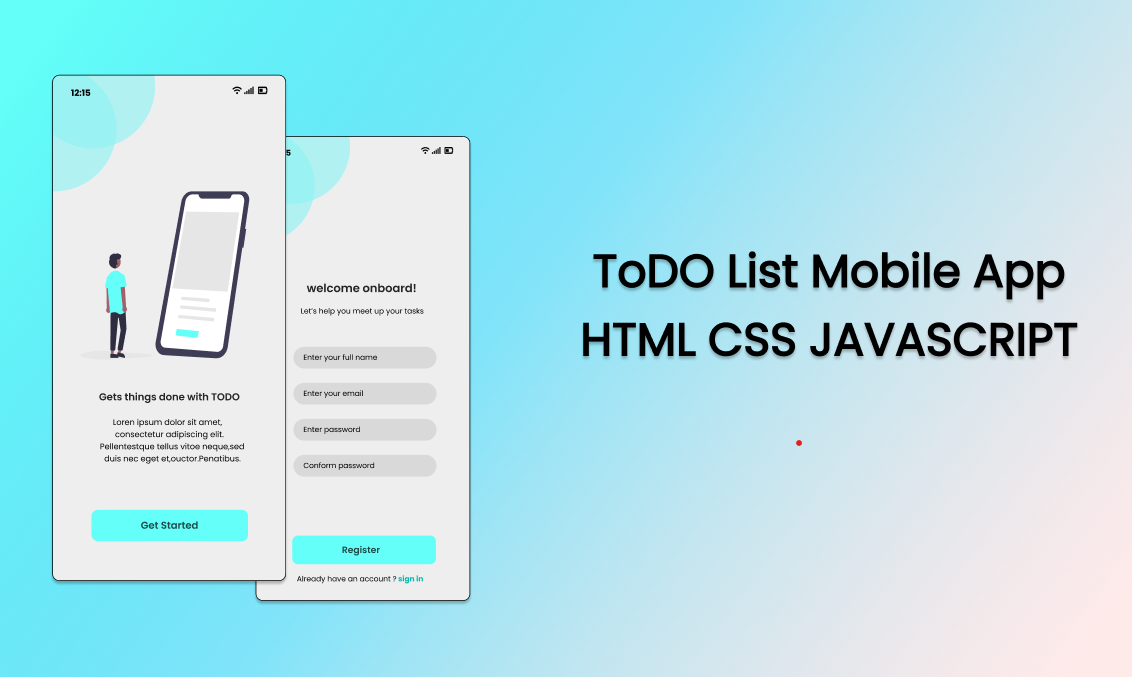 12:15
Gets things done with TODO
Loren ipsum dolor sit amet,
consectetur adipiscing elit.
Pellentestque tellus vitoe neque,sed
duis nec eget et,ouctor.Penatibus.
Get Started
5
welcome onboard!
Let's help you meet up your tasks
Enter your full name
Enter your email
Enter password
Conform password
Register
Already have an account ? sign in
ToDO List Mobile App
HTML CSS JAVASCRIPT